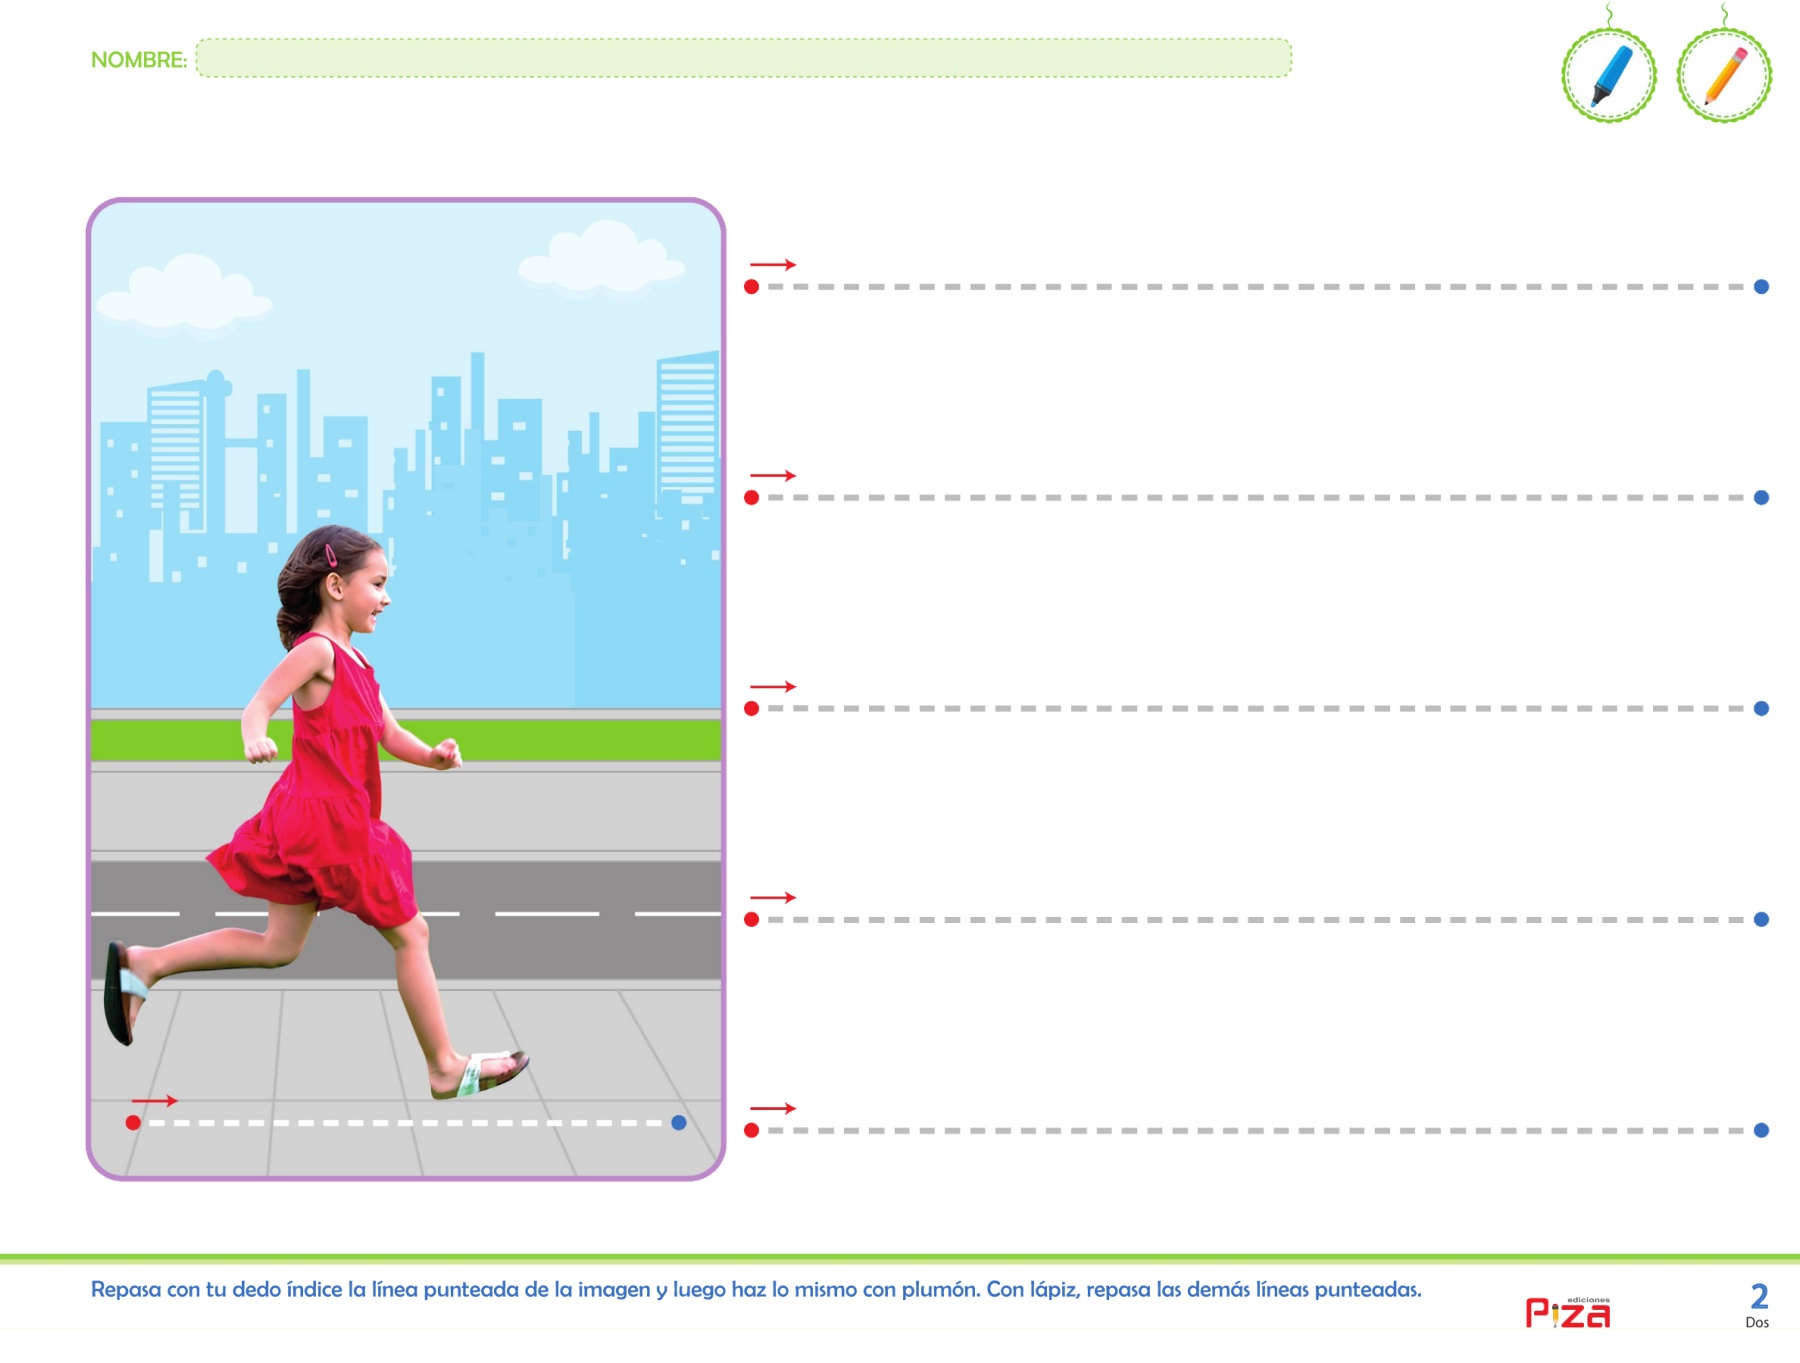 NOMBRE:
Repasa con tu dedo índice la línea punteada de la imagen y luego haz lo mismo con plumón. Con lápiz, repasa las demás líneas punteadas.
ediciones
Piza
2
Dos